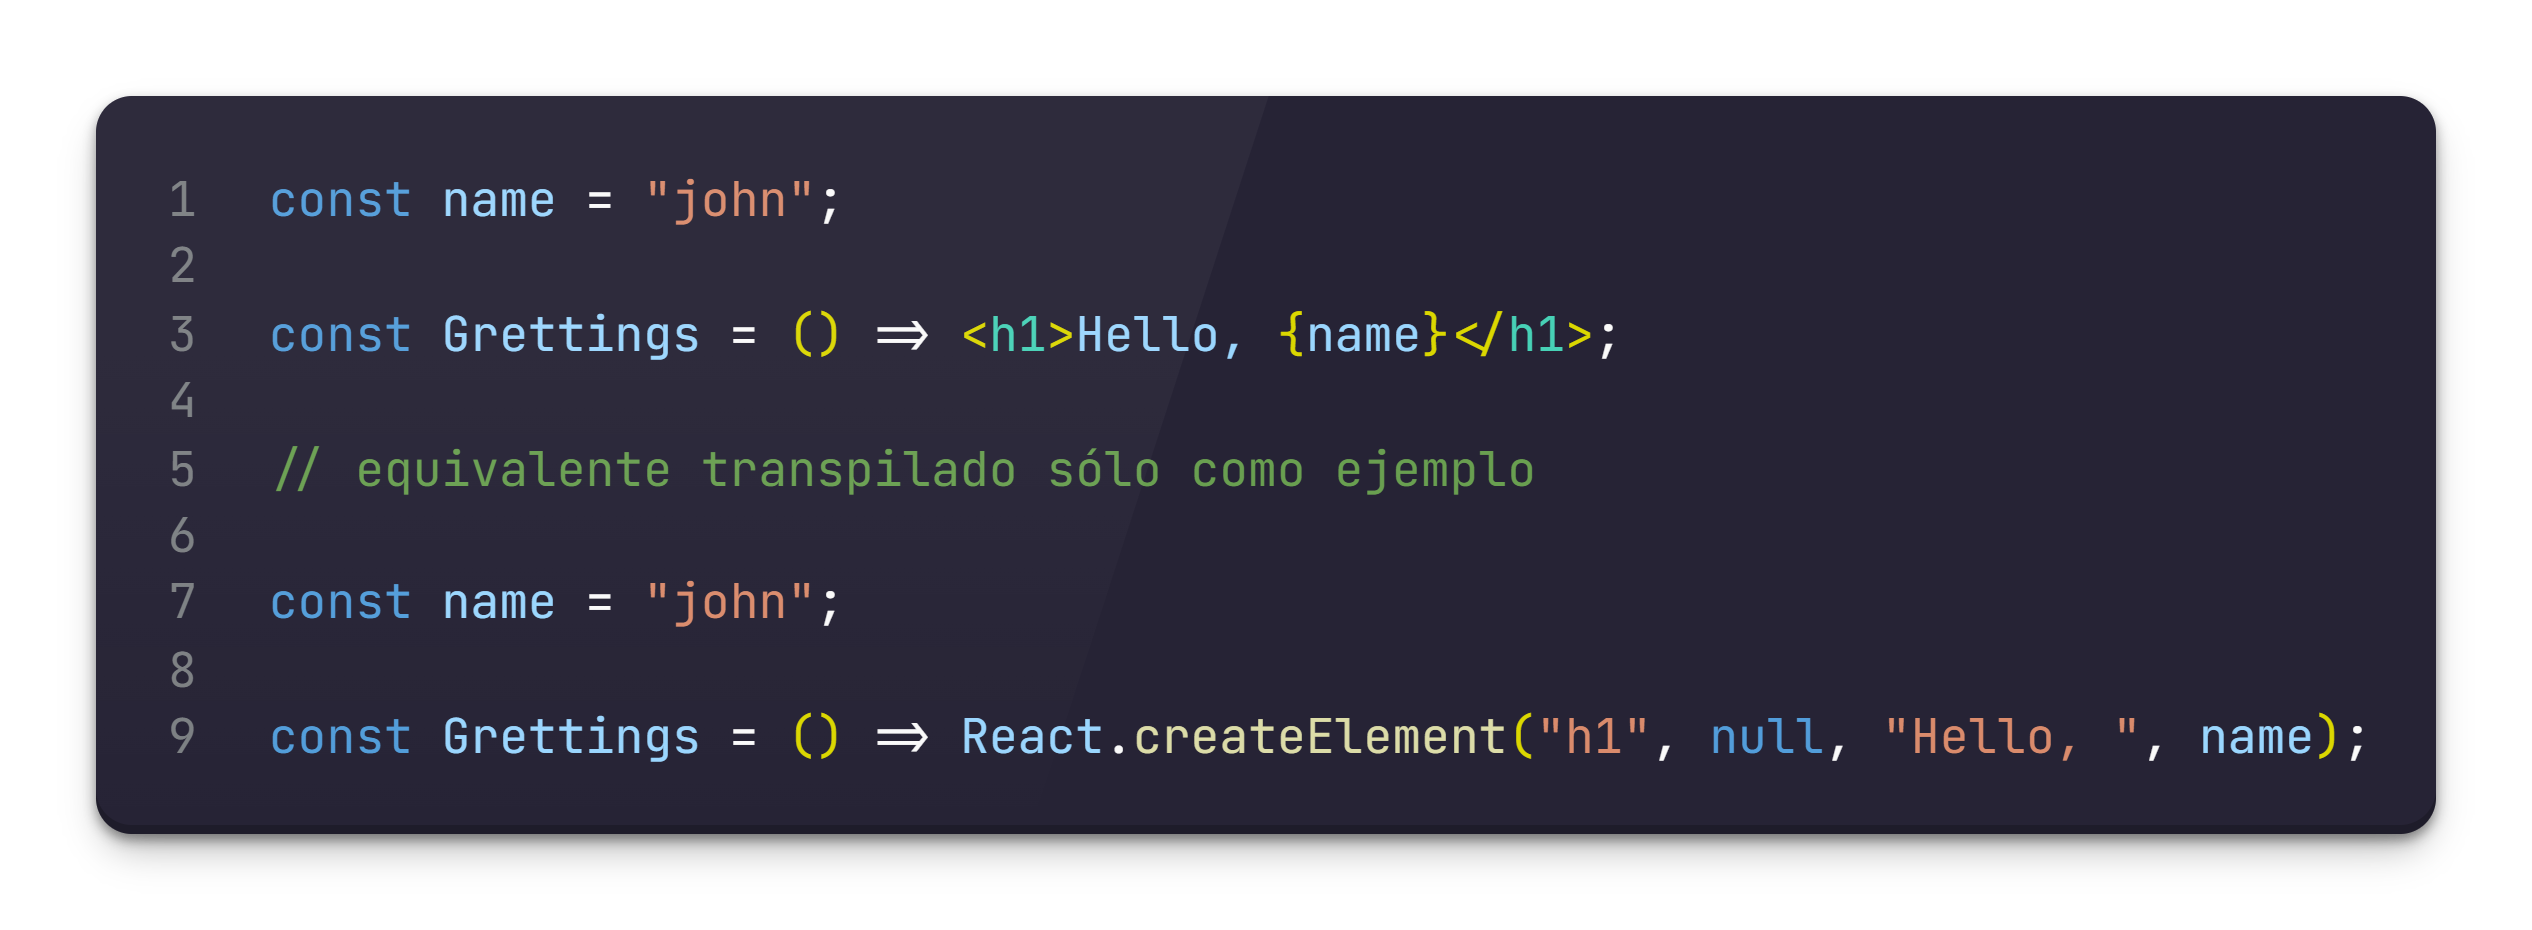 1 const name = "john";
2
3 const Grettings = () => <h1>Hello, {name}</h1>;
4
5 // equivalente transpilado sólo como ejemplo
6
7 const name = "john";
8
9 const Grettings = () => React.createElement("h1", null, "Hello, ", name);